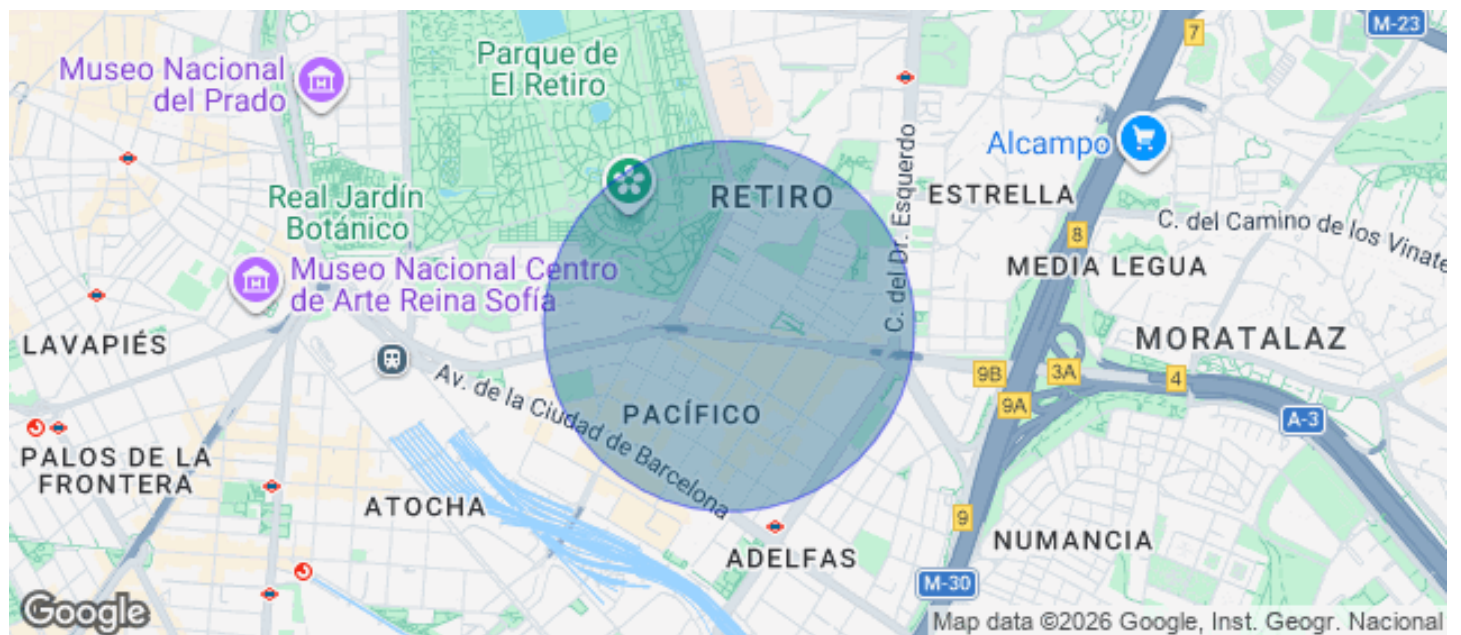 M-23
7
Parque de
El Retiro
Museo Nacional
del Prado
Alcampo
C. del Dr. Esquerdo
RETIRO
ESTRELLA
Real Jardín
Botánico
C. del Camino de los Vinate
8
MEDIA LEGUA
Museo Nacional Centro
de Arte Reina Sofía
LAVAPIÉS
MORATALAZ
9B
3A
4
9A
A-3
Av. de la Ciudad de Barcelona
PACÍFICO
PALOS DE LA
FRONTERA
ATOCHA
9
NUMANCIA
ADELFAS
M-30
Google
Map data ©2026 Google, Inst. Geogr. Nacional